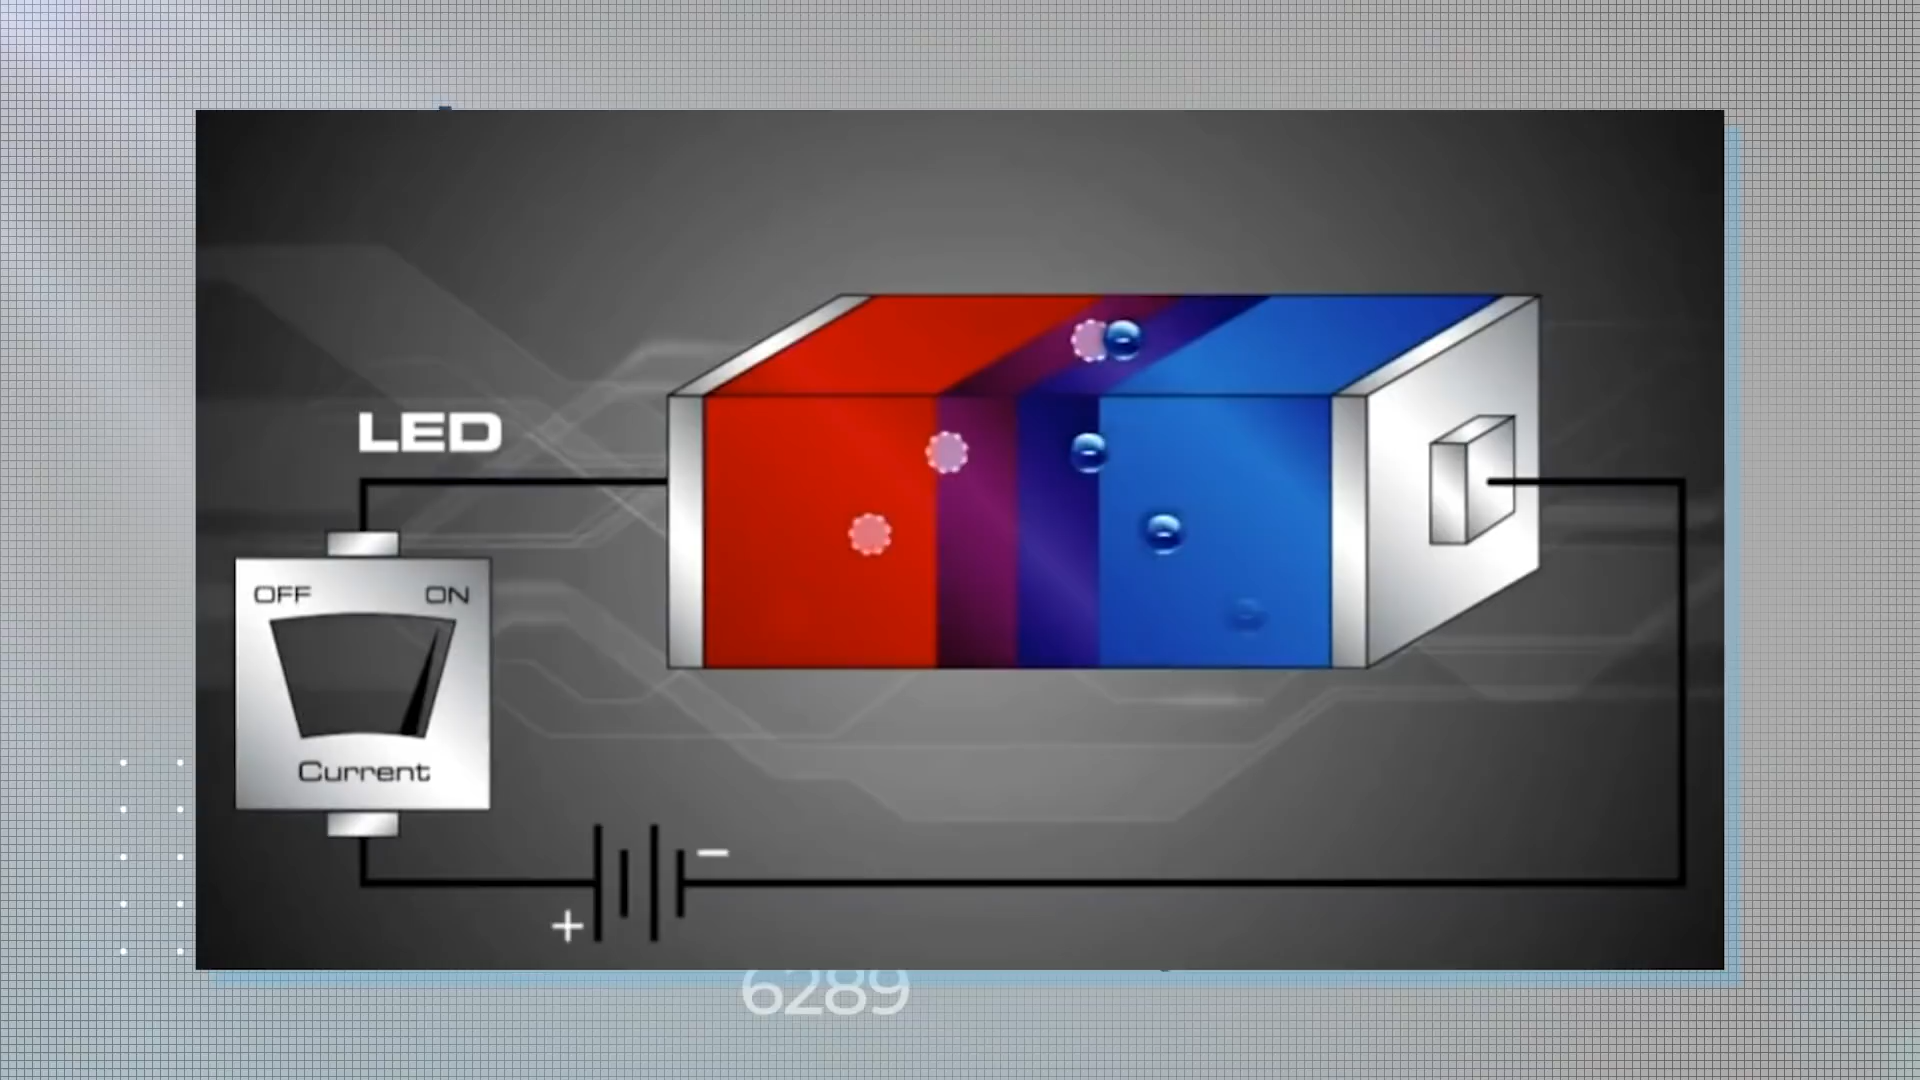 LED
OFF ON
Current
−
+
6289